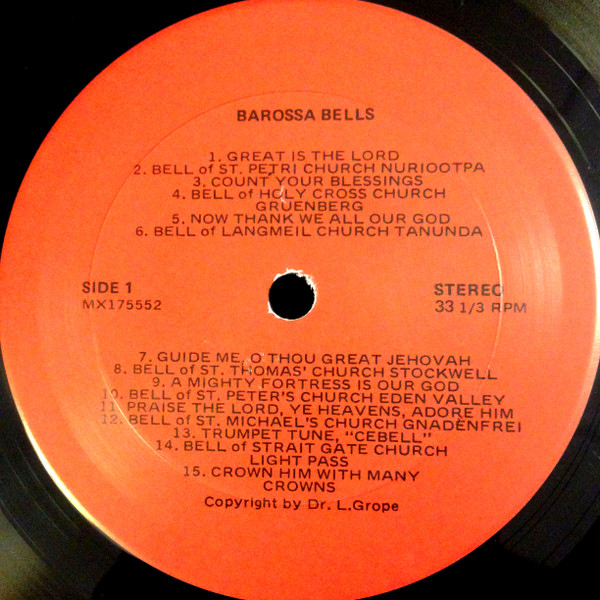 BAROSSA BELLS
1. GREAT IS THE LORD
2. BELL of ST. PETRI CHURCH NURIOOTPA
3. COUNT YOUR BLESSINGS
4. BELL of HOLY CROSS CHURCH
GRUENBERG
5. NOW THANK WE ALL OUR GOD
6. BELL of LANGMEIL CHURCH TANUNDA
SIDE 1
MX175552
STEREO
33 1/3 RPM
7. GUIDE ME, O THOU GREAT JEHOVAH
8. BELL of ST. THOMAS' CHURCH STOCKWELL
9. A MIGHTY FORTRESS IS OUR GOD
10. BELL of ST. PETER'S CHURCH EDEN VALLEY
11. PRAISE THE LORD, YE HEAVENS, ADORE HIM
12. BELL of ST. MICHAEL'S CHURCH GNADENFREI
13. TRUMPET TUNE, "CEBELL"
14. BELL of STRAIT GATE CHURCH
LIGHT PASS
15. CROWN HIM WITH MANY
CROWNS
Copyright by Dr. L.Grope